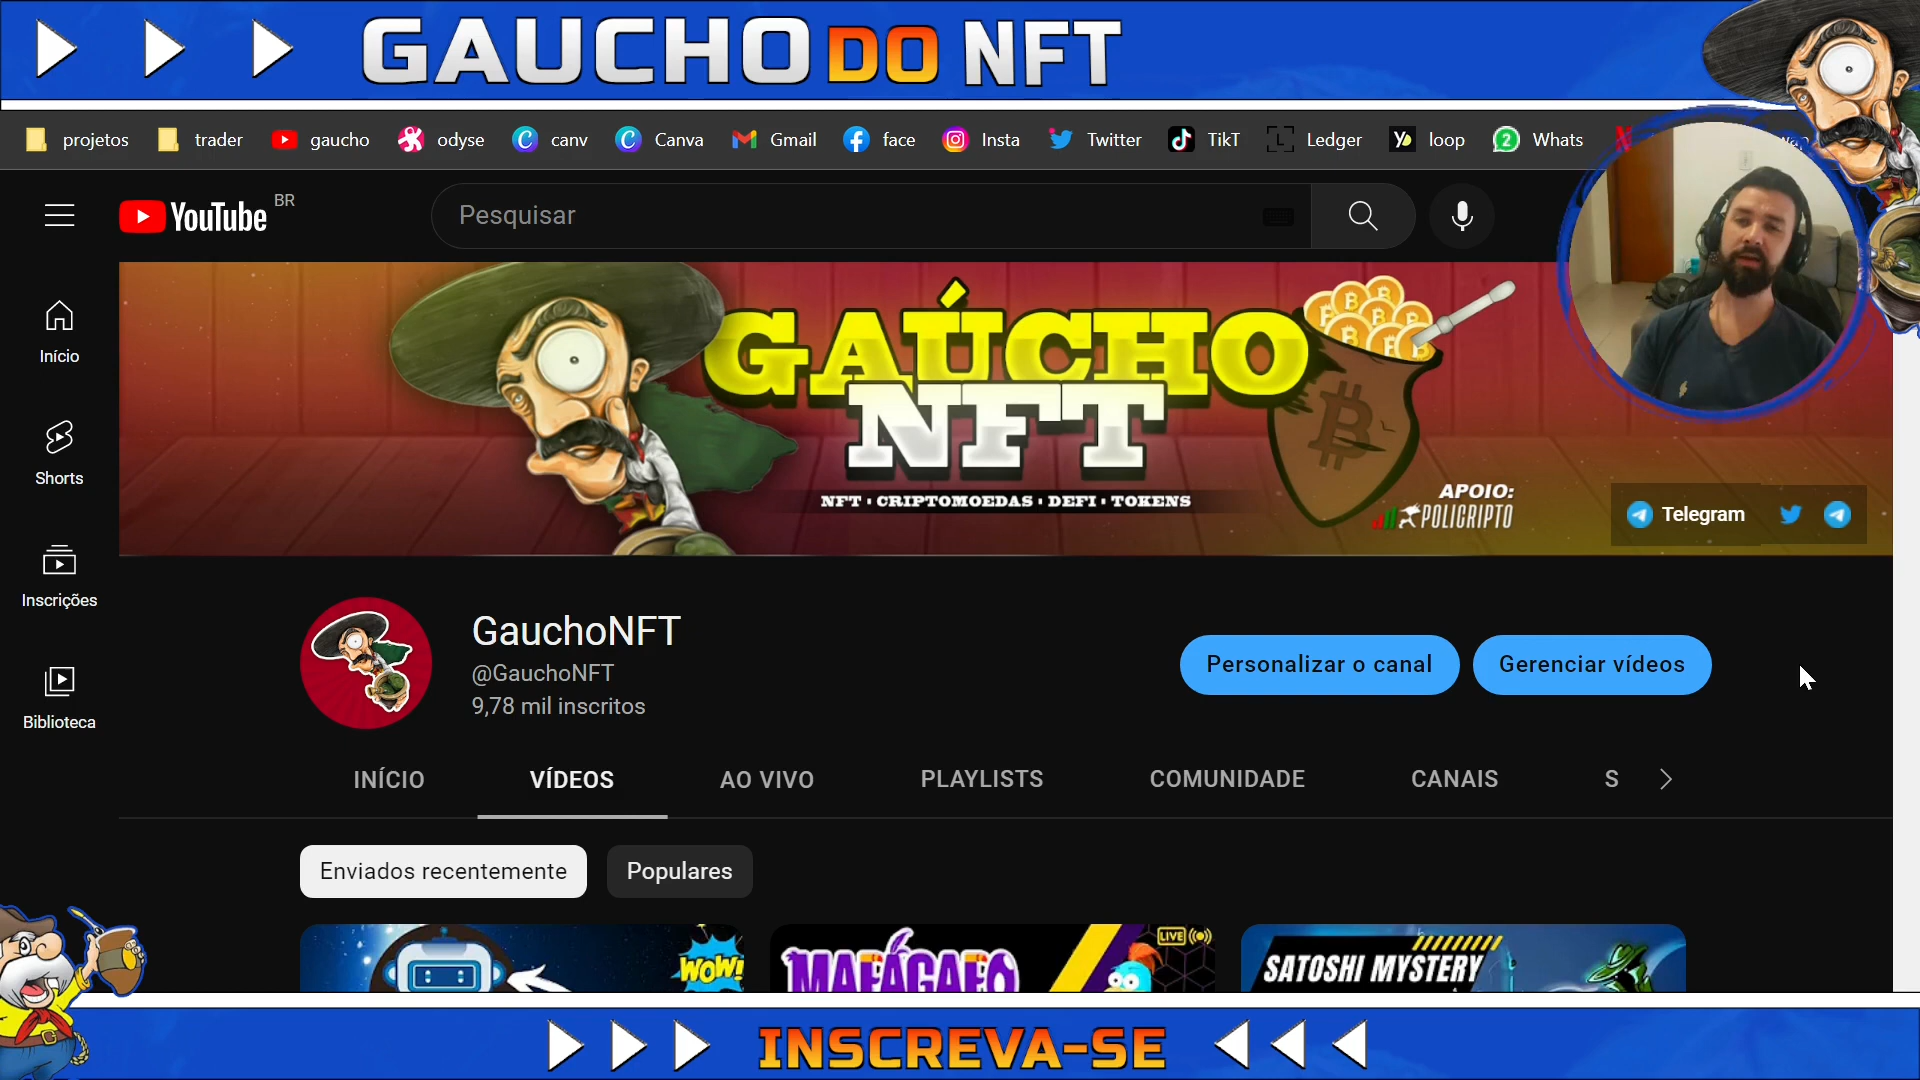 GAUCHO DO NFT
projetos trader gaucho odyse canv Canva Gmail face Insta Twitter TikT Ledger loop Whats
YouTube BR
Pesquisar
Início
Shorts
Inscrições
Biblioteca
GAÚCHO
NFT
NFT · CRIPTOMOEDAS · DEFI · TOKENS
APOIO:
POLICRIPTO
Telegram
GauchoNFT
@GauchoNFT
9,78 mil inscritos
Personalizar o canal Gerenciar vídeos
INÍCIO VÍDEOS AO VIVO PLAYLISTS COMUNIDADE CANAIS S
Enviados recentemente Populares
WOW!
MAFÁGAFO
LIVE
SATOSHI MYSTERY
INSCREVA-SE